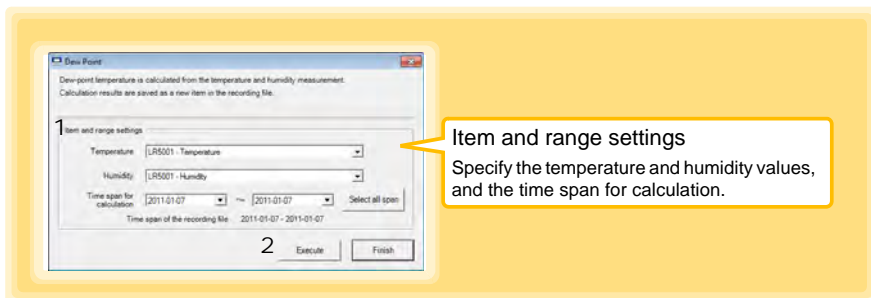 Dew Point
Dew-point temperature is calculated from the temperature and humidity measurement.
Calculation results are saved as a new item in the recording file.
1
Item and range settings
Temperature LR5001 - Temperature
Humidity LR5001 - Humidity
Time span for calculation 2011-01-07 ~ 2011-01-07 Select all span
Time span of the recording file 2011-01-07 - 2011-01-07
2 Execute Finish
Item and range settings
Specify the temperature and humidity values,
and the time span for calculation.